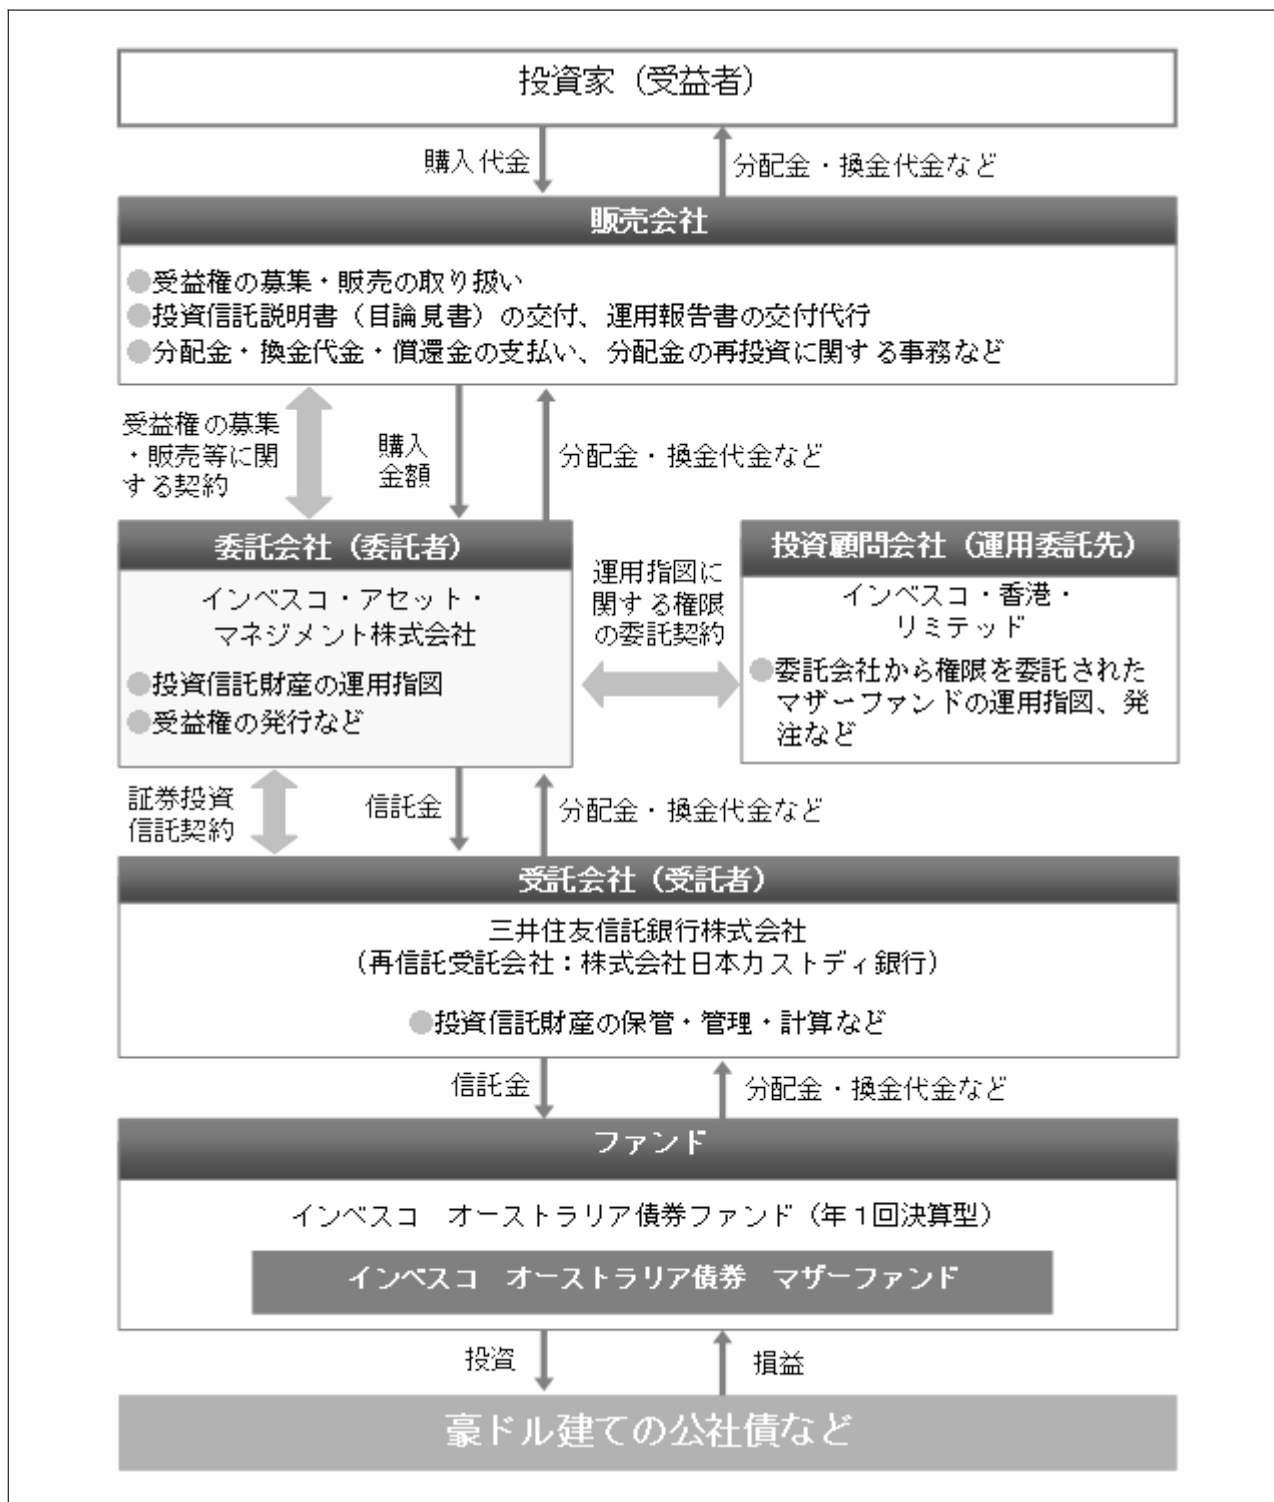 投資家（受益者）
購入代金
分配金・換金代金など
販売会社
●受益権の募集・販売の取り扱い
●投資信託説明書（目論見書）の交付、運用報告書の交付代行
●分配金・換金代金・償還金の支払い、分配金の再投資に関する事務など
受益権の募集
・販売等に関
する契約
購入
金額
分配金・換金代金など
委託会社（委託者）
インベスコ・アセット・
マネジメント株式会社
●投資信託財産の運用指図
●受益権の発行など
運用指図に
関する権限
の委託契約
投資顧問会社（運用委託先）
インベスコ・香港・
リミテッド
●委託会社から権限を委託された
マザーファンドの運用指図、発
注など
証券投資
信託契約
信託金
分配金・換金代金など
受託会社（受託者）
三井住友信託銀行株式会社
（再信託受託会社：株式会社日本カストディ銀行）
●投資信託財産の保管・管理・計算など
信託金
分配金・換金代金など
ファンド
インベスコ　オーストラリア債券ファンド（年１回決算型）
インベスコ　オーストラリア債券　マザーファンド
投資
損益
豪ドル建ての公社債など